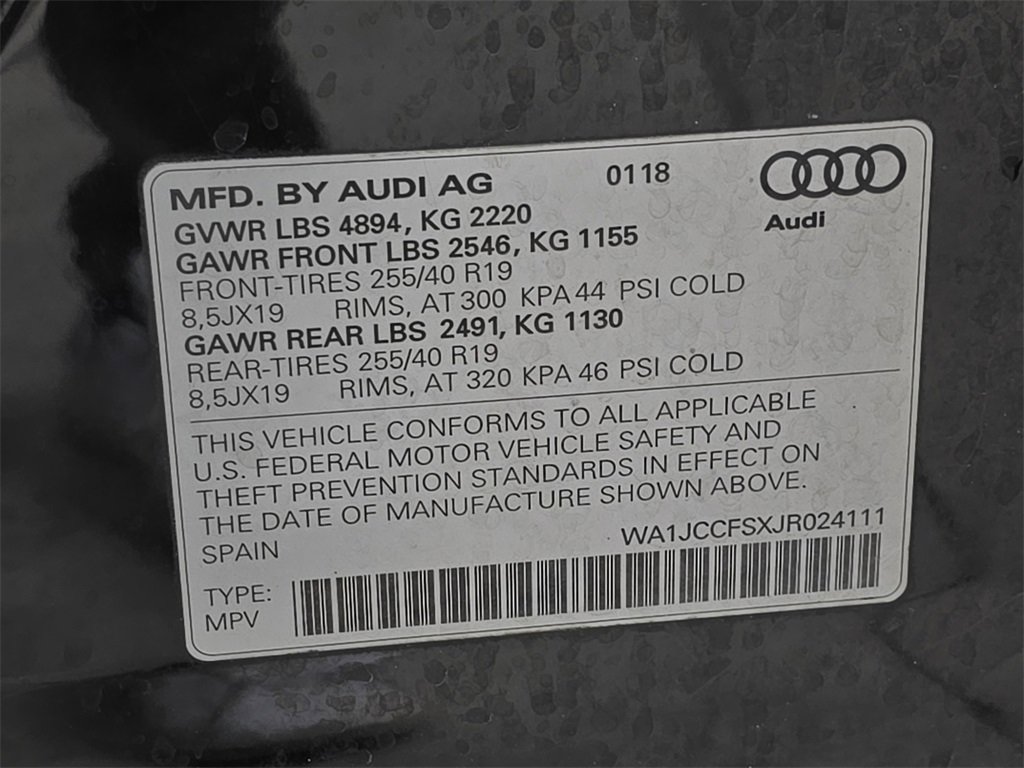 MFD. BY AUDI AG 0118
Audi
GVWR LBS 4894, KG 2220
GAWR FRONT LBS 2546, KG 1155
FRONT-TIRES 255/40 R19
8,5JX19 RIMS, AT 300 KPA 44 PSI COLD
GAWR REAR LBS 2491, KG 1130
REAR-TIRES 255/40 R19
8,5JX19 RIMS, AT 320 KPA 46 PSI COLD
THIS VEHICLE CONFORMS TO ALL APPLICABLE
U.S. FEDERAL MOTOR VEHICLE SAFETY AND
THEFT PREVENTION STANDARDS IN EFFECT ON
THE DATE OF MANUFACTURE SHOWN ABOVE.
SPAIN WA1JCCFSXJR024111
TYPE:
MPV